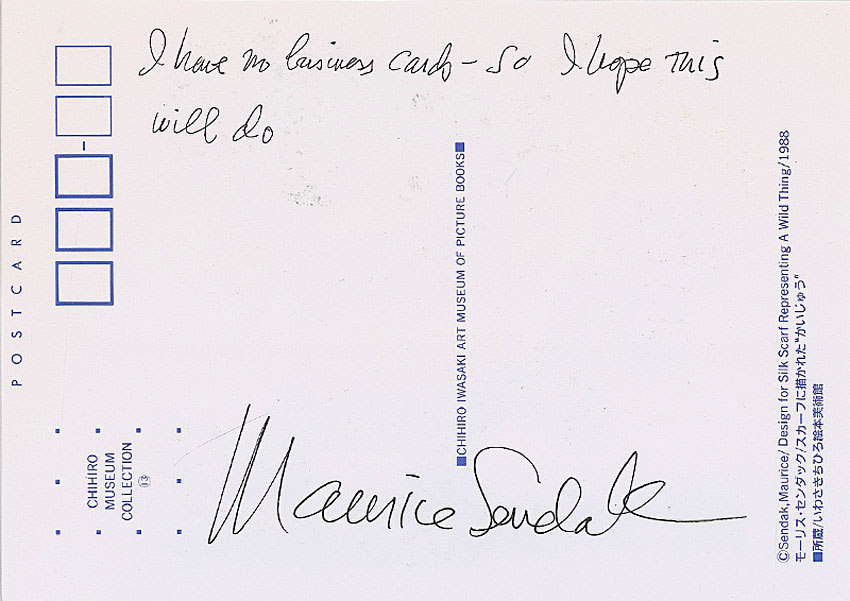 I have no business cards – so I hope this
will do
Maurice Sendak
POSTCARD
CHIHIRO
MUSEUM
COLLECTION
⑬
■CHIHIRO IWASAKI ART MUSEUM OF PICTURE BOOKS■
©Sendak,Maurice/ Design for Silk Scarf Representing A Wild Thing/1988
モーリス・センダック/スカーフに描かれた“かいじゅう”
■所蔵/いわさきちひろ絵本美術館